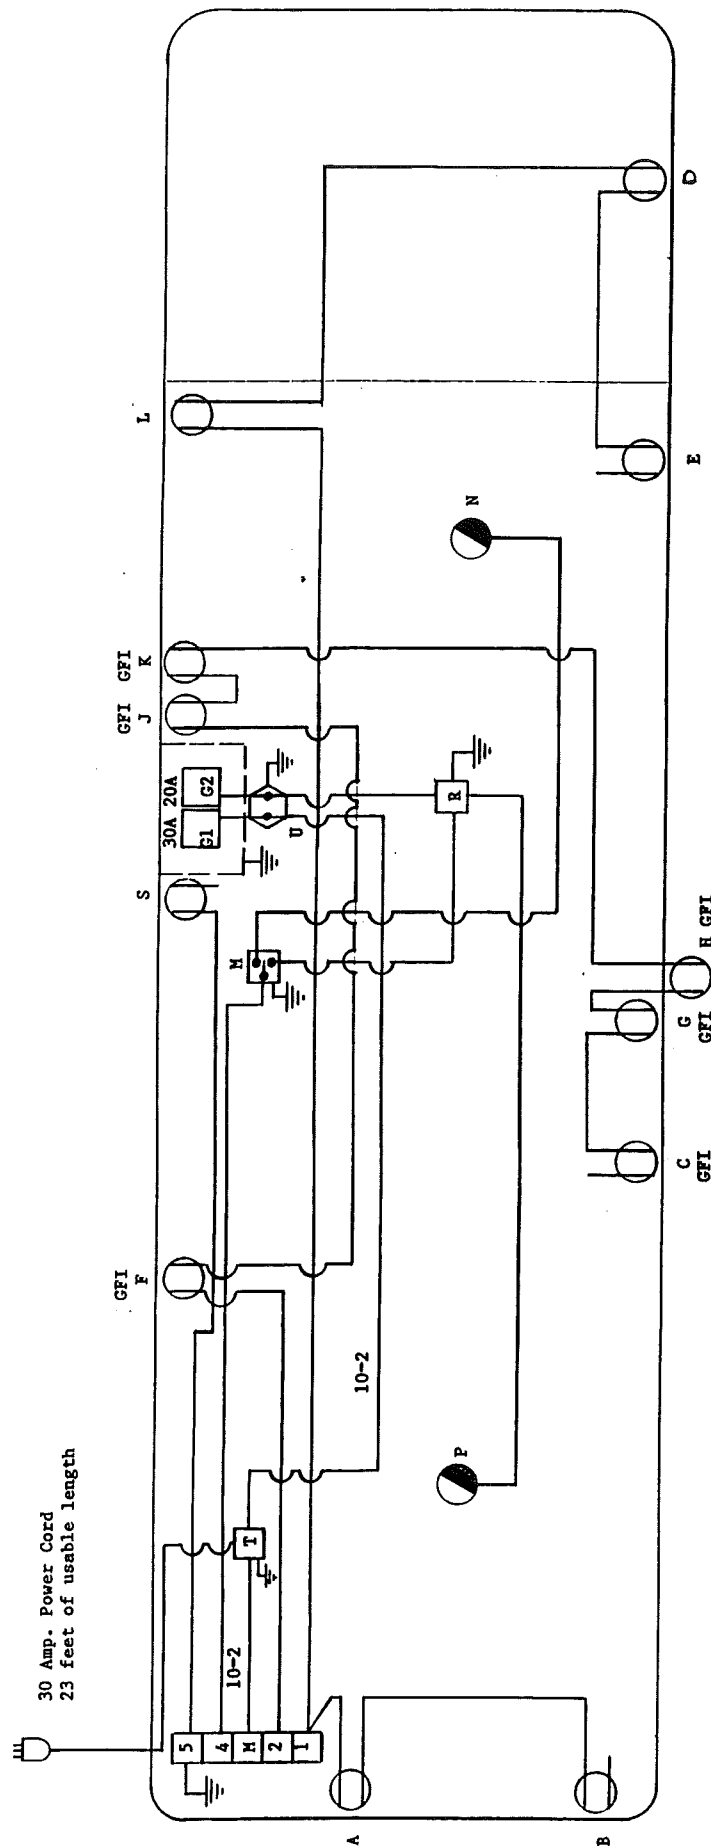 30 Amp. Power Cord
23 feet of usable length
5
4
M
2
1
10-2
T
A
B
P
10-2
GFI
F
C
GFI
G
GFI
H GFI
M
S
30A 20A
G1
G2
U
R
GFI
J
GFI
K
N
L
E
D